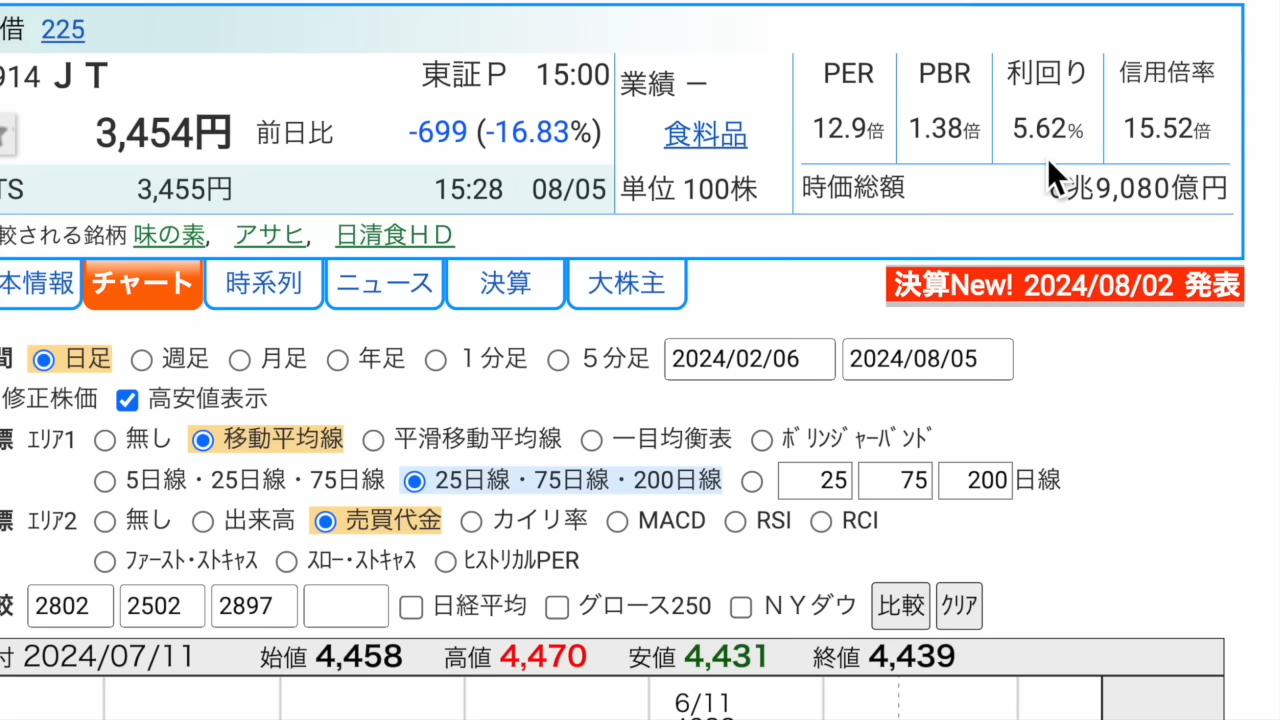 借 225
914 ＪＴ 東証Ｐ 15:00
3,454円 前日比 -699 (-16.83%)
TS 3,455円 15:28 08/05
業績 ー
食料品
単位 100株
PER PBR 利回り 信用倍率
12.9倍 1.38倍 5.62% 15.52倍
時価総額 兆9,080億円
較される銘柄 味の素, アサヒ, 日清食ＨＤ
本情報 チャート 時系列 ニュース 決算 大株主
決算New! 2024/08/02 発表
間 日足 週足 月足 年足 １分足 ５分足 2024/02/06 2024/08/05
修正株価 高安値表示
標 ｴﾘｱ1 無し 移動平均線 平滑移動平均線 一目均衡表 ﾎﾞﾘﾝｼﾞｬｰﾊﾞﾝﾄﾞ
5日線・25日線・75日線 25日線・75日線・200日線 25 75 200 日線
標 ｴﾘｱ2 無し 出来高 売買代金 カイリ率 MACD RSI RCI
ﾌｧｰｽﾄ･ｽﾄｷｬｽ ｽﾛｰ･ｽﾄｷｬｽ ﾋｽﾄﾘｶﾙPER
較 2802 2502 2897 日経平均 グロース250 ＮＹダウ 比較 ｸﾘｱ
付 2024/07/11 始値 4,458 高値 4,470 安値 4,431 終値 4,439
6/11